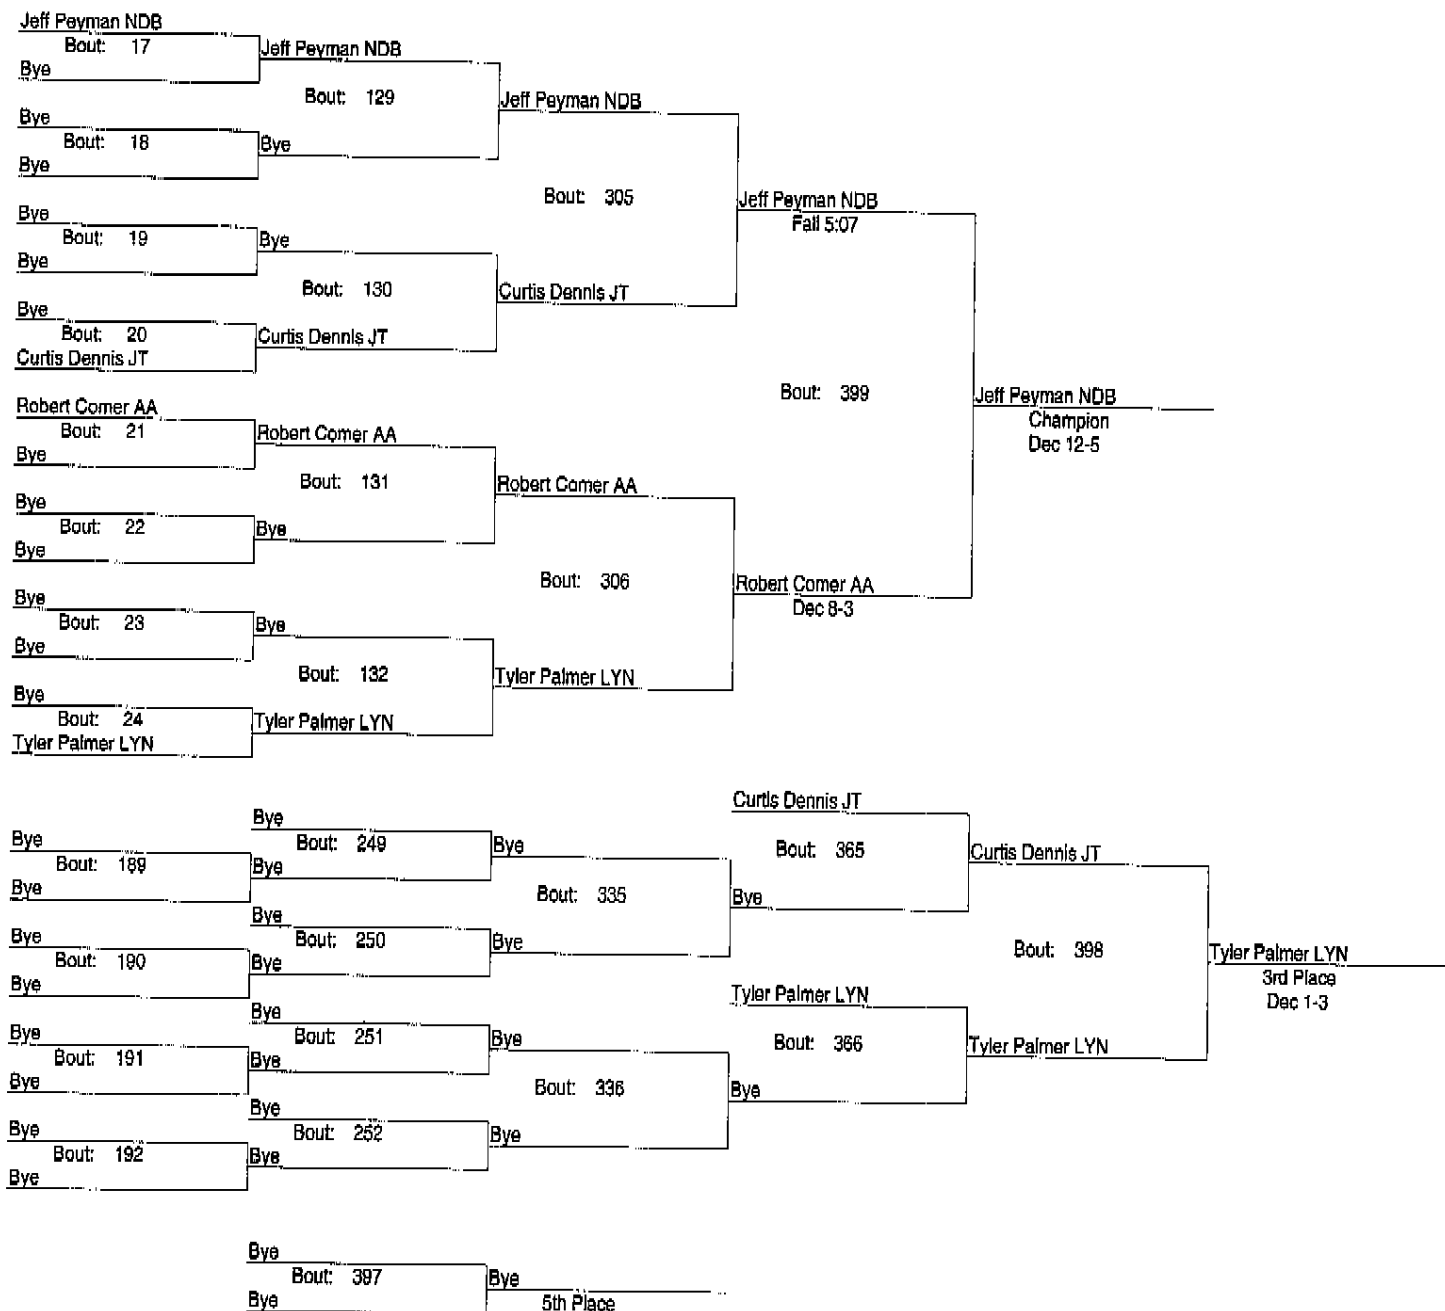 Jeff Peyman NDB
Bout: 17
Bye
Jeff Peyman NDB
Bout: 129
Bye
Bout: 18
Bye
Bye
Jeff Peyman NDB
Bout: 305
Bye
Bout: 19
Bye
Bye
Bout: 130
Bye
Bout: 20
Curtis Dennis JT
Curtis Dennis JT
Curtis Dennis JT
Jeff Peyman NDB
Fall 5:07
Bout: 399
Robert Comer AA
Bout: 21
Bye
Robert Comer AA
Bout: 131
Bye
Bout: 22
Bye
Bye
Robert Comer AA
Bout: 306
Bye
Bout: 23
Bye
Bye
Bout: 132
Bye
Bout: 24
Tyler Palmer LYN
Tyler Palmer LYN
Tyler Palmer LYN
Robert Comer AA
Dec 8-3
Jeff Peyman NDB
Champion
Dec 12-5
Bye
Bout: 189
Bye
Bye
Bout: 249
Bye
Bye
Bout: 335
Bye
Bout: 190
Bye
Bye
Bout: 250
Bye
Bye
Curtis Dennis JT
Bout: 365
Bye
Curtis Dennis JT
Bout: 398
Bye
Bout: 191
Bye
Bye
Bout: 251
Bye
Bye
Bout: 336
Bye
Bout: 192
Bye
Bye
Bout: 252
Bye
Bye
Tyler Palmer LYN
Bout: 366
Bye
Tyler Palmer LYN
Tyler Palmer LYN
3rd Place
Dec 1-3
Bye
Bout: 397
Bye
Bye
5th Place